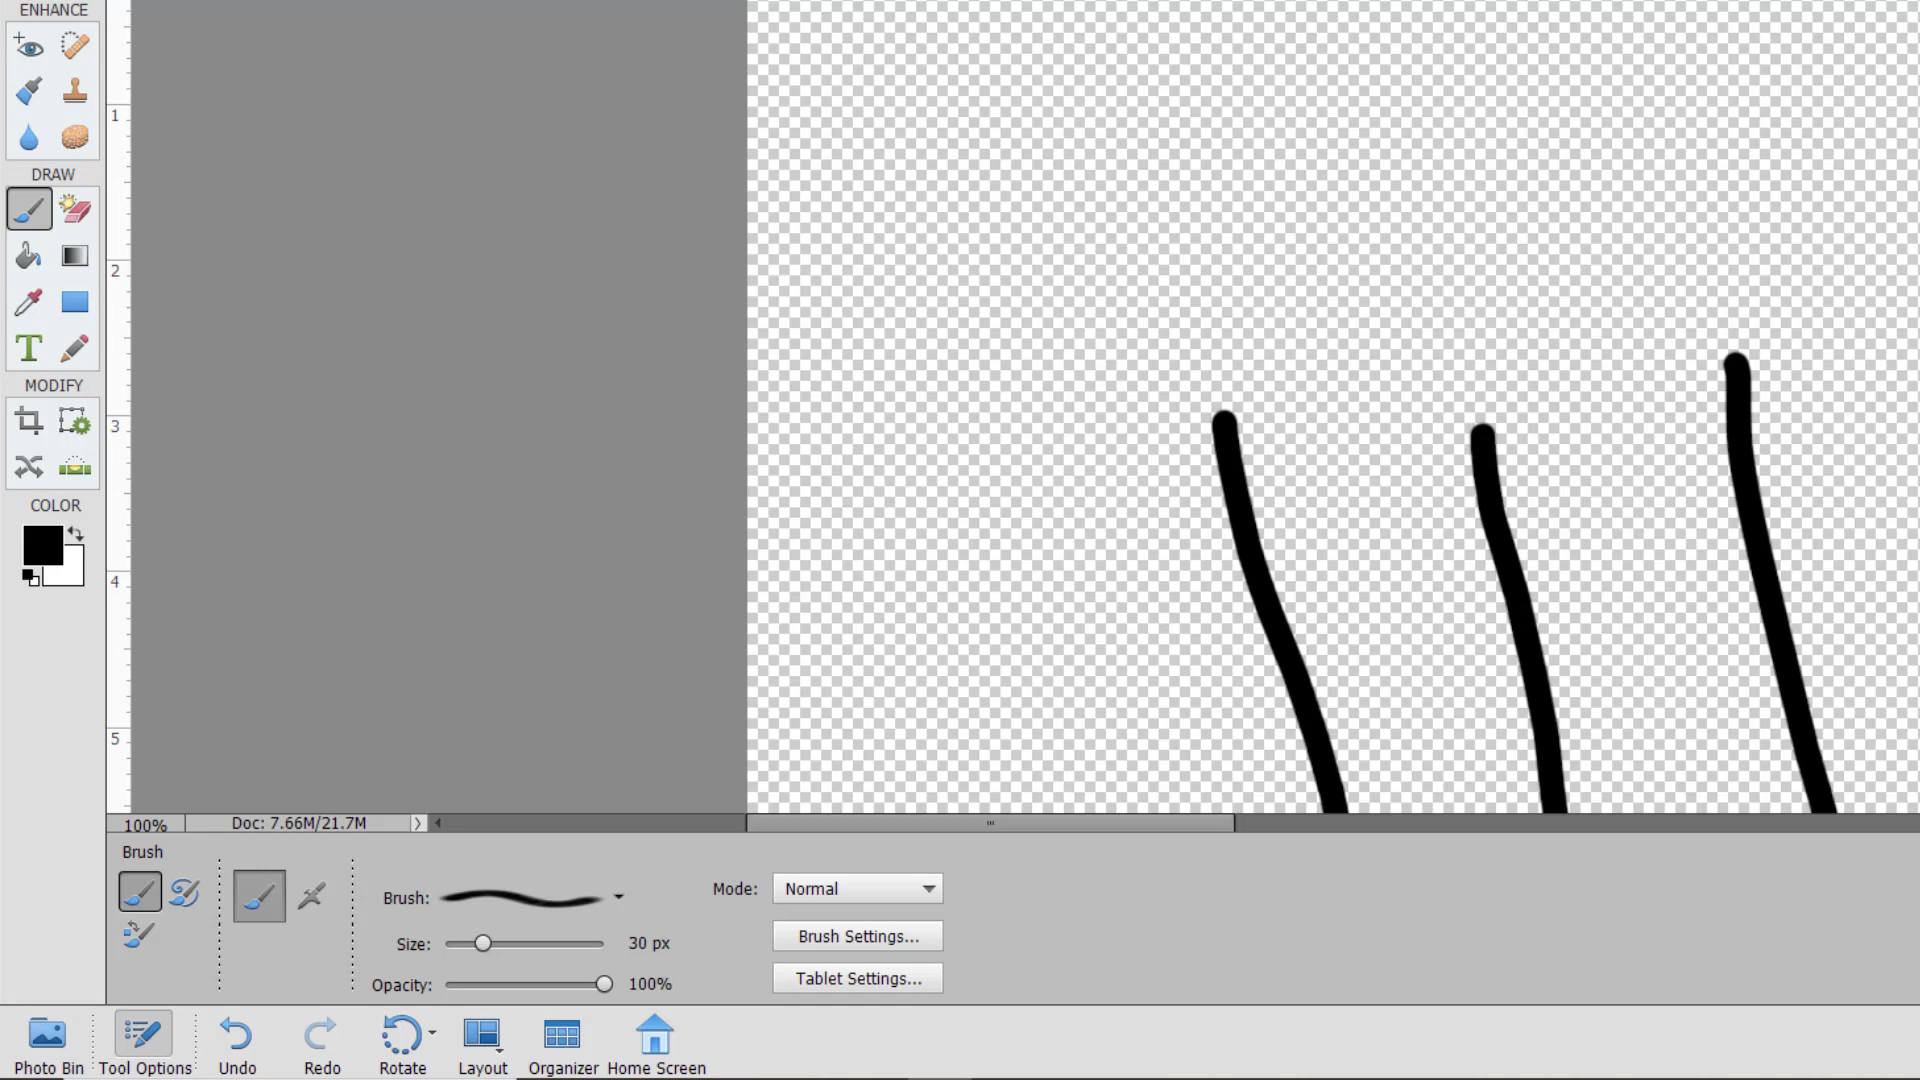 ENHANCE
DRAW
T
MODIFY
COLOR
1
2
3
4
5
100%
Doc: 7.66M/21.7M
Brush
Brush:
Size:
30 px
Opacity:
100%
Mode:
Normal
Brush Settings...
Tablet Settings...
Photo Bin
Tool Options
Undo
Redo
Rotate
Layout
Organizer
Home Screen